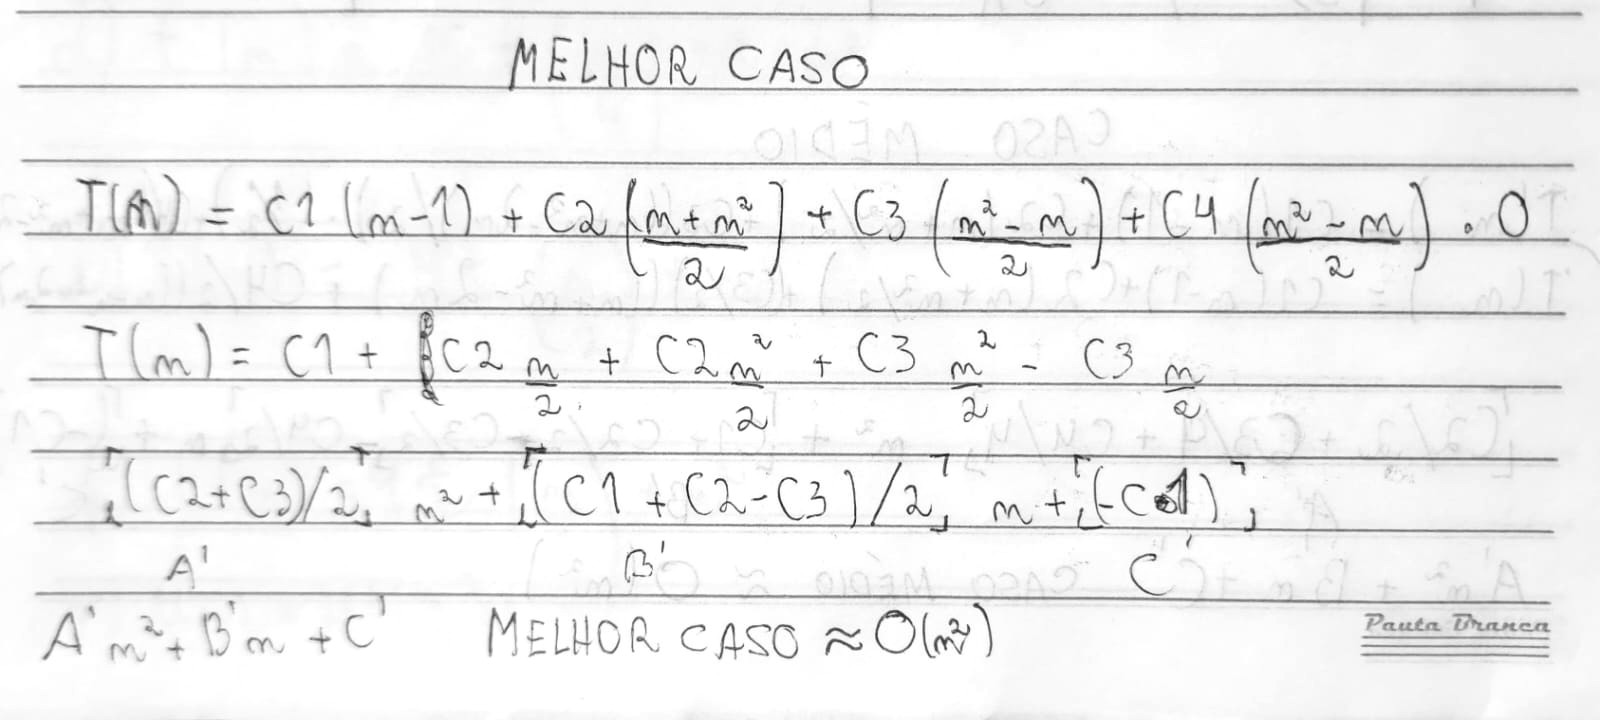 MELHOR CASO
T(n) = C1 (n-1) + C2 (n+n²/2) + C3 (n²-n/2) + C4 (n²-n/2) . 0
T(n) = C1 + C2 n/2 + C2 n²/2 + C3 n²/2 - C3 n/2
[(C2+C3)/2] n² + [(C1+C2-C3)/2] n + [(-C1)]
A' B' C'
A'n² + B'n + C' MELHOR CASO ≈ O(n²)
Pauta Branca